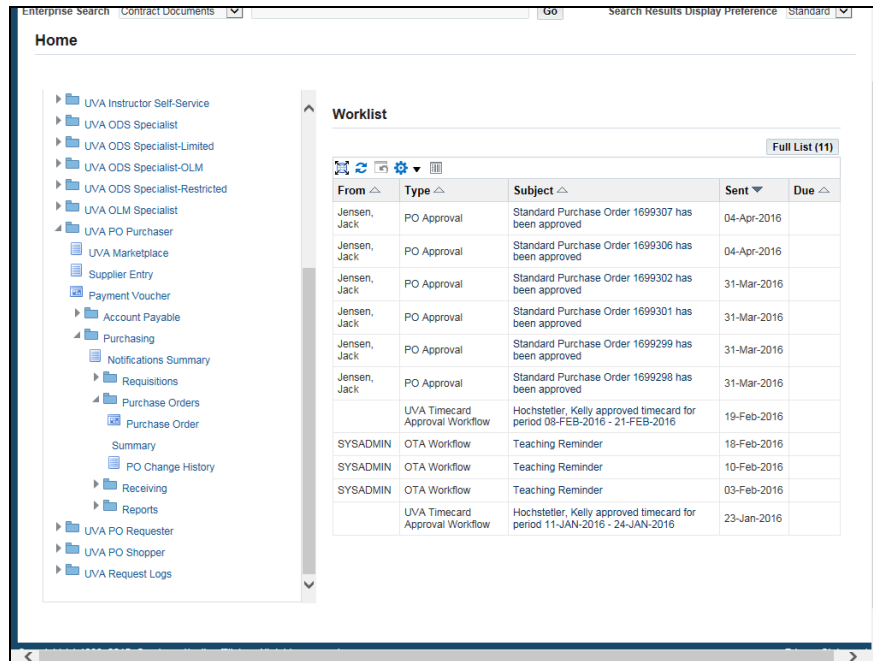 Enterprise Search Contract Documents Go Search Results Display Preference Standard
Home
UVA Instructor Self-Service
UVA ODS Specialist
UVA ODS Specialist-Limited
UVA ODS Specialist-OLM
UVA ODS Specialist-Restricted
UVA OLM Specialist
UVA PO Purchaser
UVA Marketplace
Supplier Entry
Payment Voucher
Account Payable
Purchasing
Notifications Summary
Requisitions
Purchase Orders
Purchase Order
Summary
PO Change History
Receiving
Reports
UVA PO Requester
UVA PO Shopper
UVA Request Logs
Worklist
Full List (11)
From Type Subject Sent Due
Jensen, Jack PO Approval Standard Purchase Order 1699307 has been approved 04-Apr-2016
Jensen, Jack PO Approval Standard Purchase Order 1699306 has been approved 04-Apr-2016
Jensen, Jack PO Approval Standard Purchase Order 1699302 has been approved 31-Mar-2016
Jensen, Jack PO Approval Standard Purchase Order 1699301 has been approved 31-Mar-2016
Jensen, Jack PO Approval Standard Purchase Order 1699299 has been approved 31-Mar-2016
Jensen, Jack PO Approval Standard Purchase Order 1699298 has been approved 31-Mar-2016
UVA Timecard Approval Workflow Hochstetler, Kelly approved timecard for period 08-FEB-2016 - 21-FEB-2016 19-Feb-2016
SYSADMIN OTA Workflow Teaching Reminder 18-Feb-2016
SYSADMIN OTA Workflow Teaching Reminder 10-Feb-2016
SYSADMIN OTA Workflow Teaching Reminder 03-Feb-2016
UVA Timecard Approval Workflow Hochstetler, Kelly approved timecard for period 11-JAN-2016 - 24-JAN-2016 23-Jan-2016